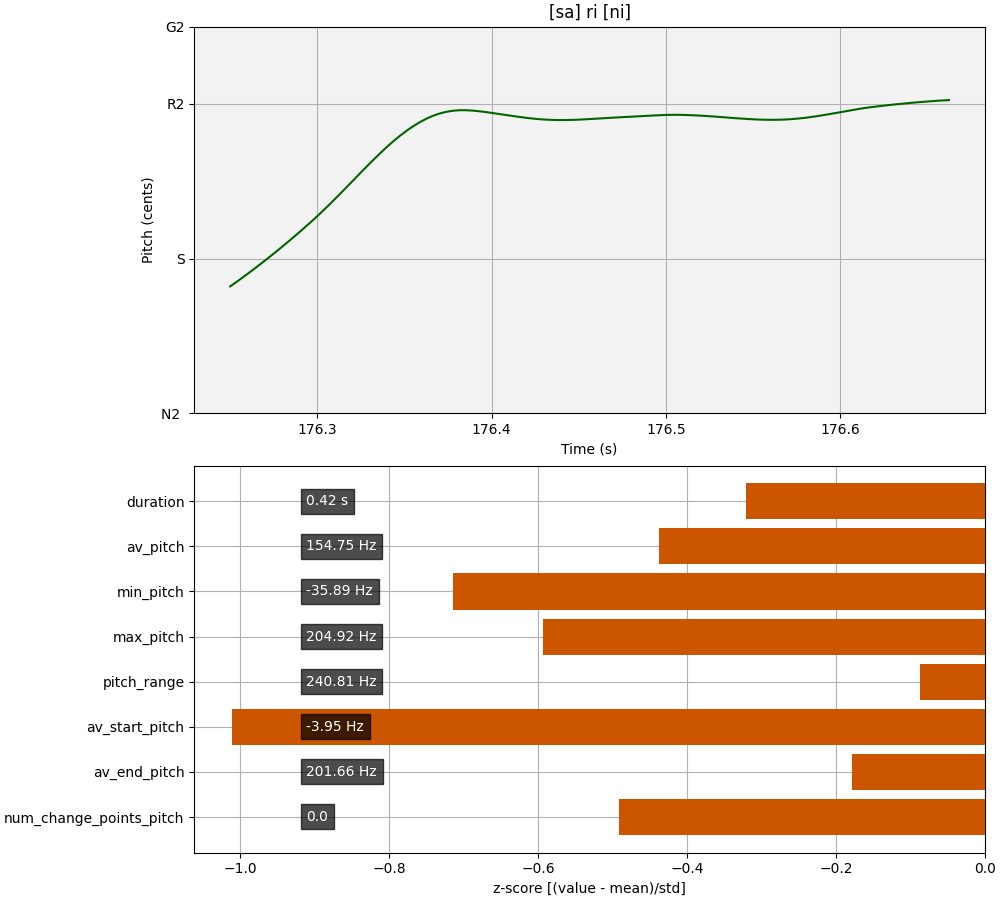 [sa] ri [ni]
G2
R2
S
N2
Pitch (cents)
176.3 176.4 176.5 176.6
Time (s)
duration 0.42 s
av_pitch 154.75 Hz
min_pitch -35.89 Hz
max_pitch 204.92 Hz
pitch_range 240.81 Hz
av_start_pitch -3.95 Hz
av_end_pitch 201.66 Hz
num_change_points_pitch 0.0
−1.0 −0.8 −0.6 −0.4 −0.2 0.0
z-score [(value - mean)/std]